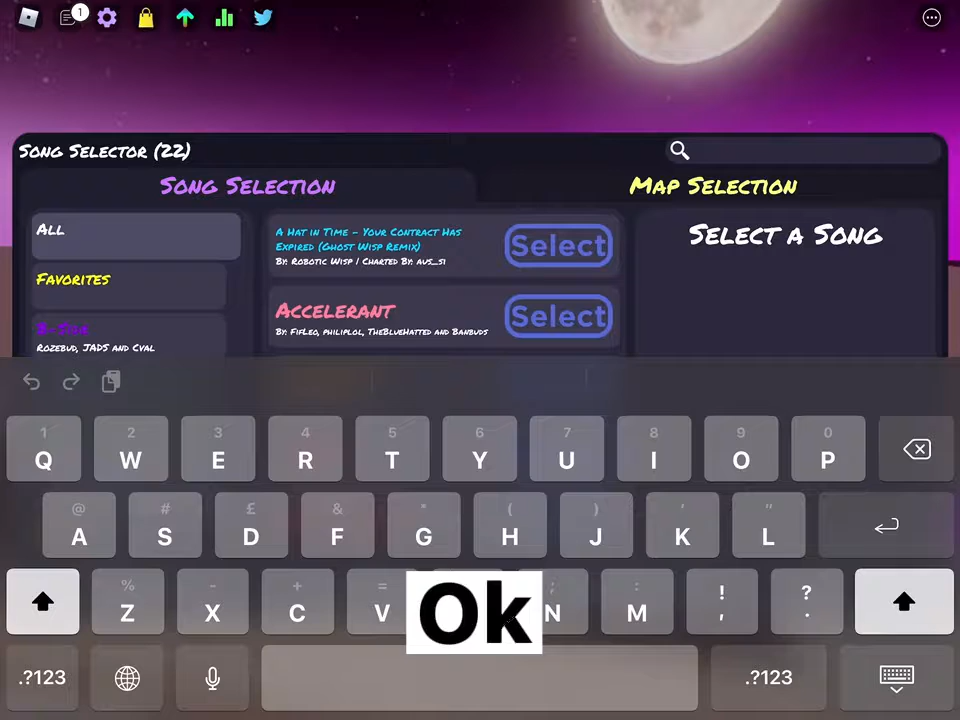 1
Song Selector (22)
Song Selection
Map Selection
All
Favorites
B-Side
Rozebud, JADS and Cval
A Hat in Time - Your Contract Has
Expired (Ghost Wisp Remix)
By: Robotic Wisp | Charted By: aus_s1
Select
Accelerant
By: FifLeo, philiplol, TheBlueHatted and Banbuds
Select
Select a Song
1 2 3 4 5 6 7 8 9 0
Q W E R T Y U I O P
@ # £ & * ( ) ' "
A S D F G H J K L
% - + = ; : ! ?
Z X C V N M , .
Ok
.?123 .?123